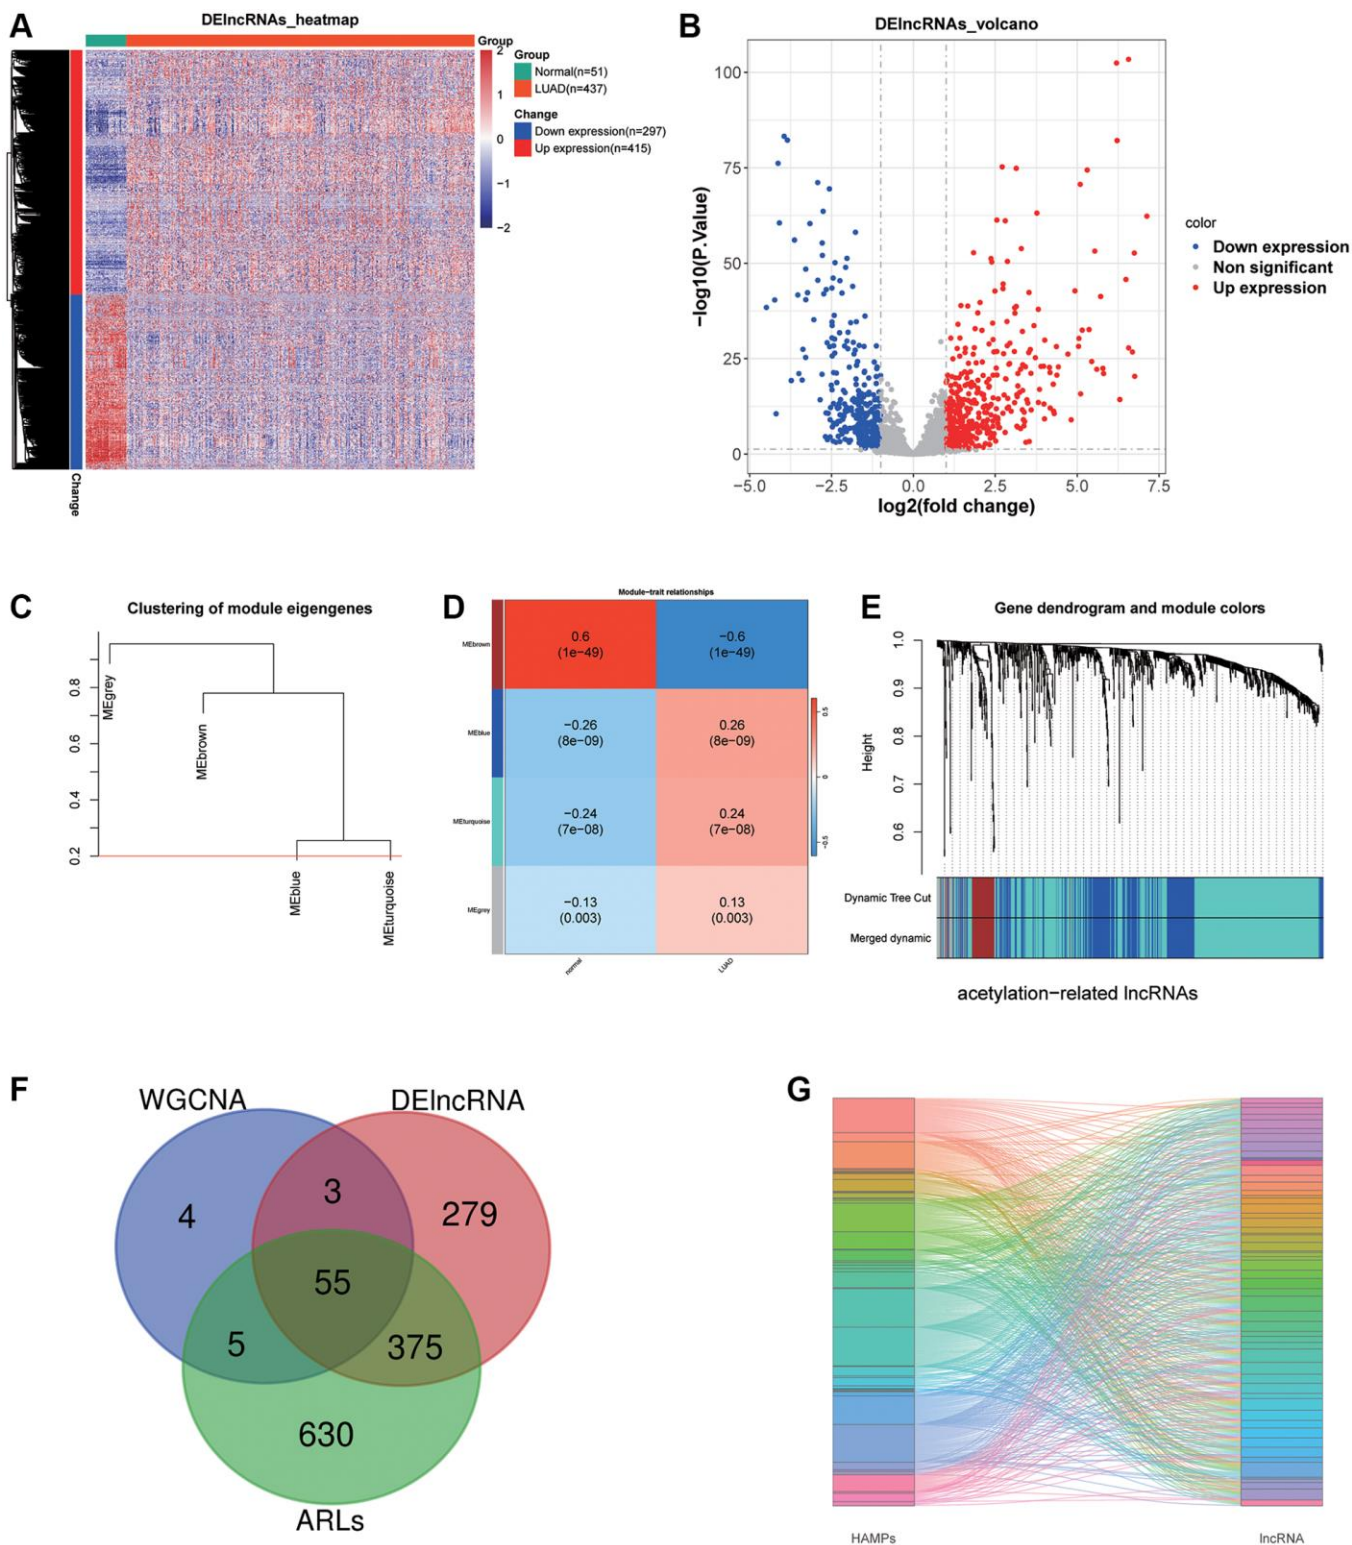 A
DElncRNAs_heatmap
Group
2
1
0
−1
−2
Group
Normal(n=51)
LUAD(n=437)
Change
Down expression(n=297)
Up expression(n=415)
Change
B
DElncRNAs_volcano
−log10(P.Value)
100
75
50
25
0
−5.0 −2.5 0.0 2.5 5.0 7.5
log2(fold change)
color
Down expression
Non significant
Up expression
C
Clustering of module eigengenes
0.8
0.6
0.4
0.2
MEgrey
MEbrown
MEblue
MEturquoise
D
Module−trait relationships
MEbrown
0.6
(1e−49)
−0.6
(1e−49)
MEblue
−0.26
(8e−09)
0.26
(8e−09)
MEturquoise
−0.24
(7e−08)
0.24
(7e−08)
MEgrey
−0.13
(0.003)
0.13
(0.003)
normal
LUAD
0.5
0
−0.5
E
Gene dendrogram and module colors
Height
1.0
0.9
0.8
0.7
0.6
Dynamic Tree Cut
Merged dynamic
acetylation−related lncRNAs
F
WGCNA
DElncRNA
4
3
279
55
5
375
630
ARLs
G
HAMPs
lncRNA